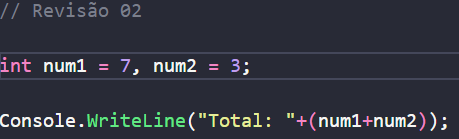 // Revisão 02
int num1 = 7, num2 = 3;
Console.WriteLine("Total: "+(num1+num2));